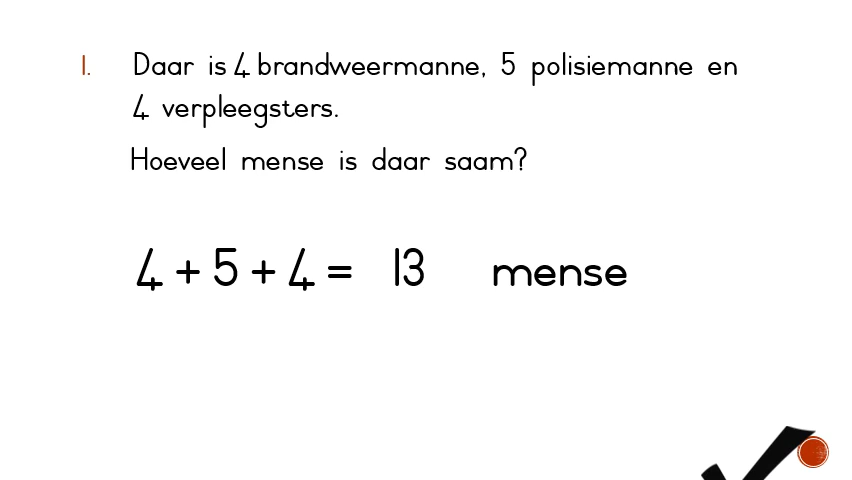 1. Daar is 4 brandweermanne, 5 polisiemanne en
4 verpleegsters.
Hoeveel mense is daar saam?
4 + 5 + 4 = 13 mense